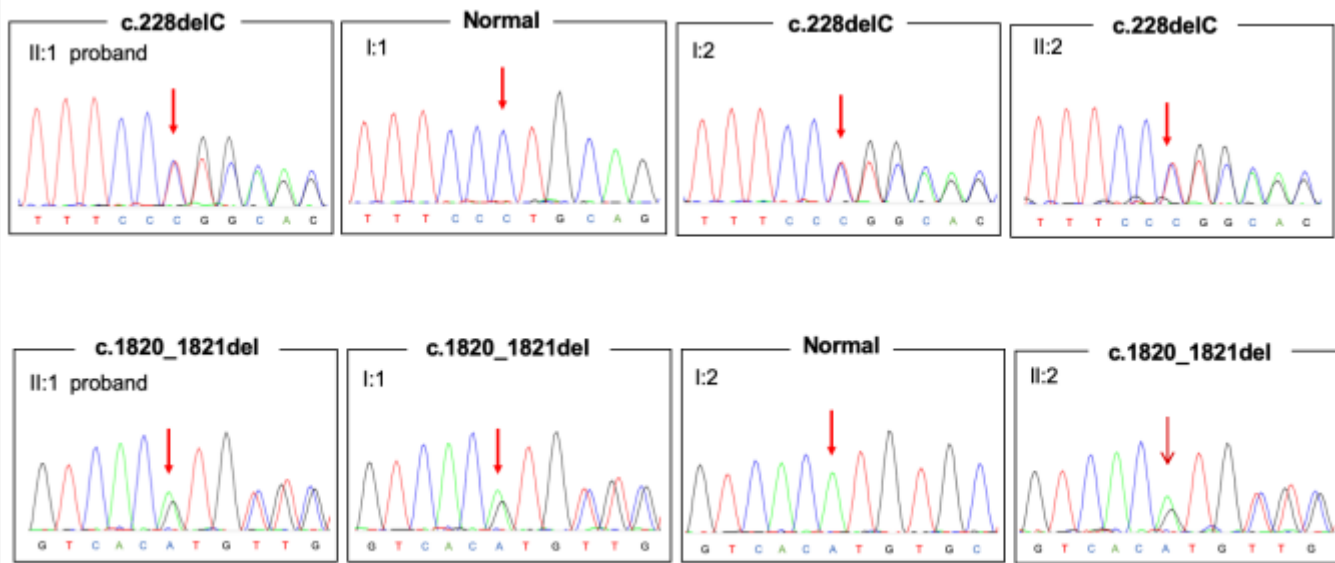 c.228delC
II:1 proband
T T T C C C G G C A C
Normal
I:1
T T T C C C T G C A G
c.228delC
I:2
T T T C C C G G C A C
c.228delC
II:2
T T T C C C G G C A C
c.1820_1821del
II:1 proband
G T C A C A T G T T G
c.1820_1821del
I:1
G T C A C A T G T T G
Normal
I:2
G T C A C A T G T G C
c.1820_1821del
II:2
G T C A C A T G T T G